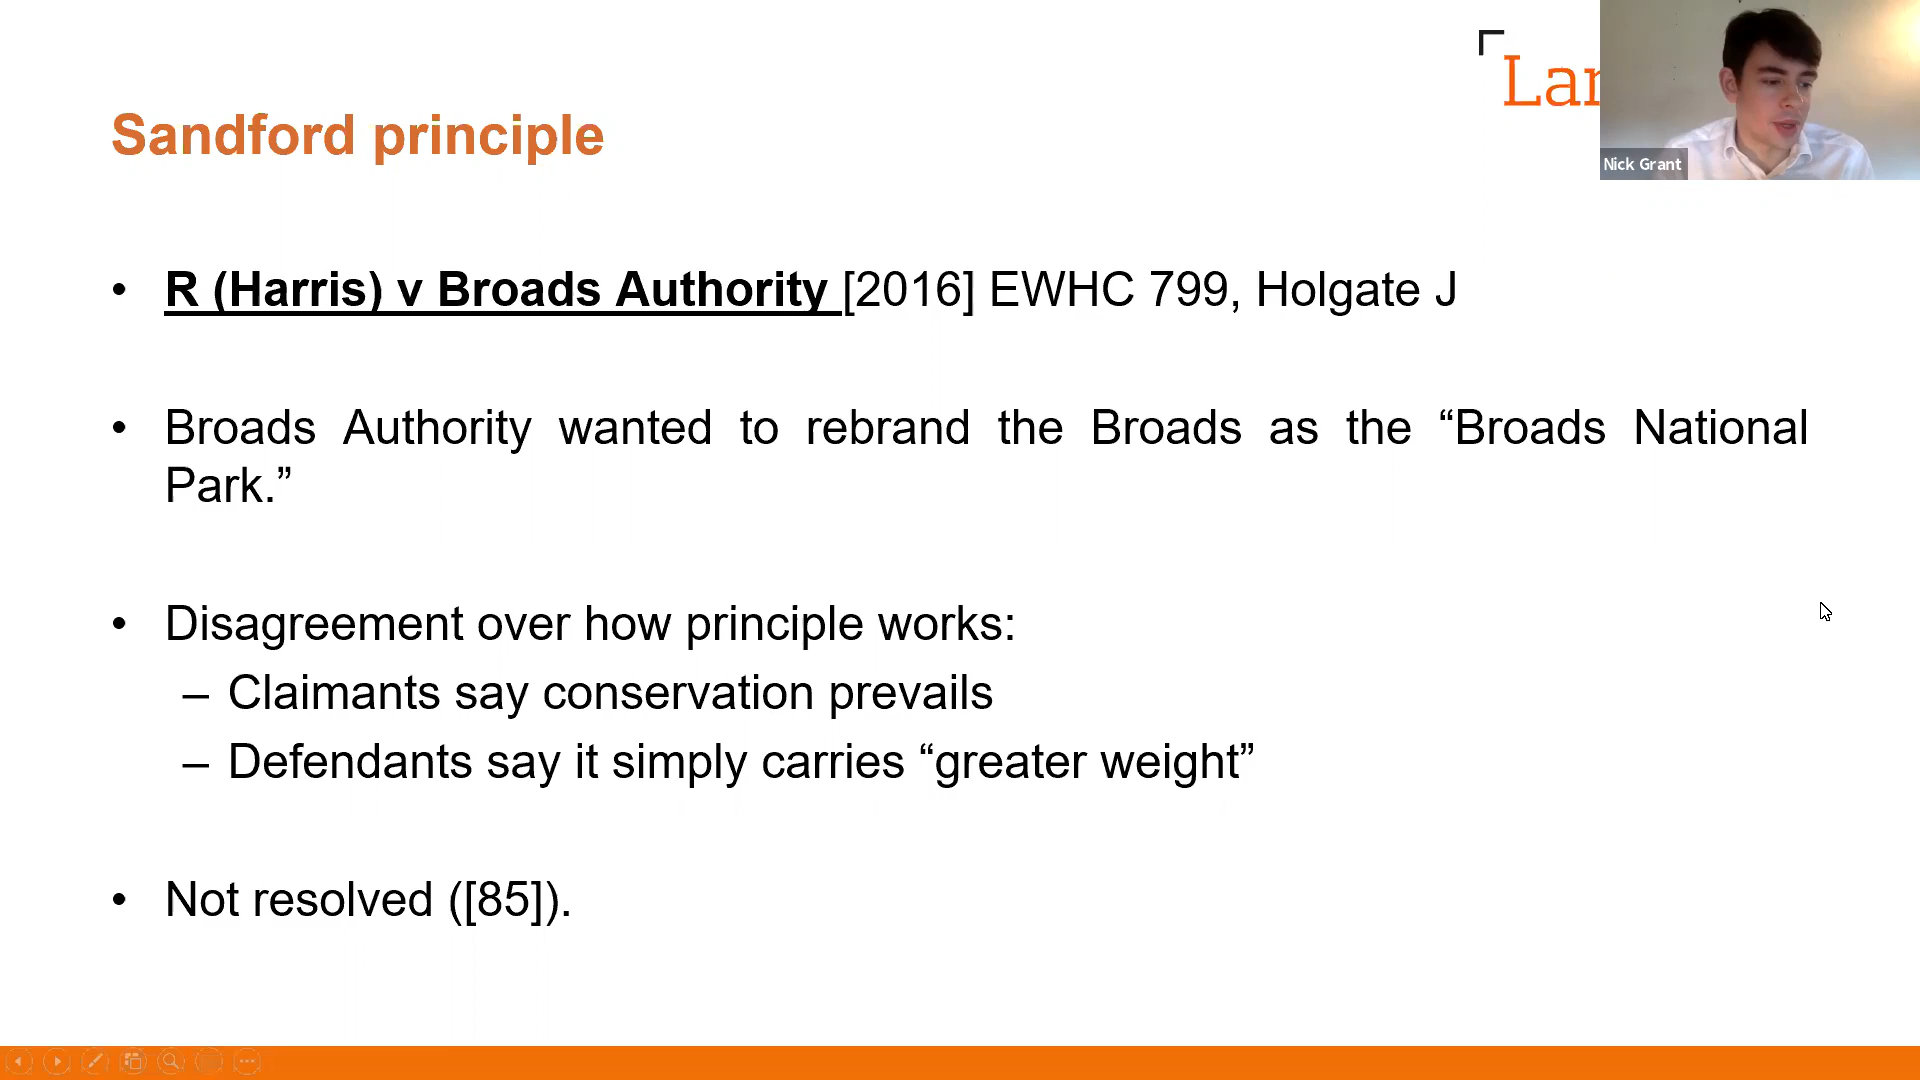 Lan
Nick Grant
Sandford principle
• R (Harris) v Broads Authority [2016] EWHC 799, Holgate J
• Broads Authority wanted to rebrand the Broads as the “Broads National
Park.”
• Disagreement over how principle works:
– Claimants say conservation prevails
– Defendants say it simply carries “greater weight”
• Not resolved ([85]).